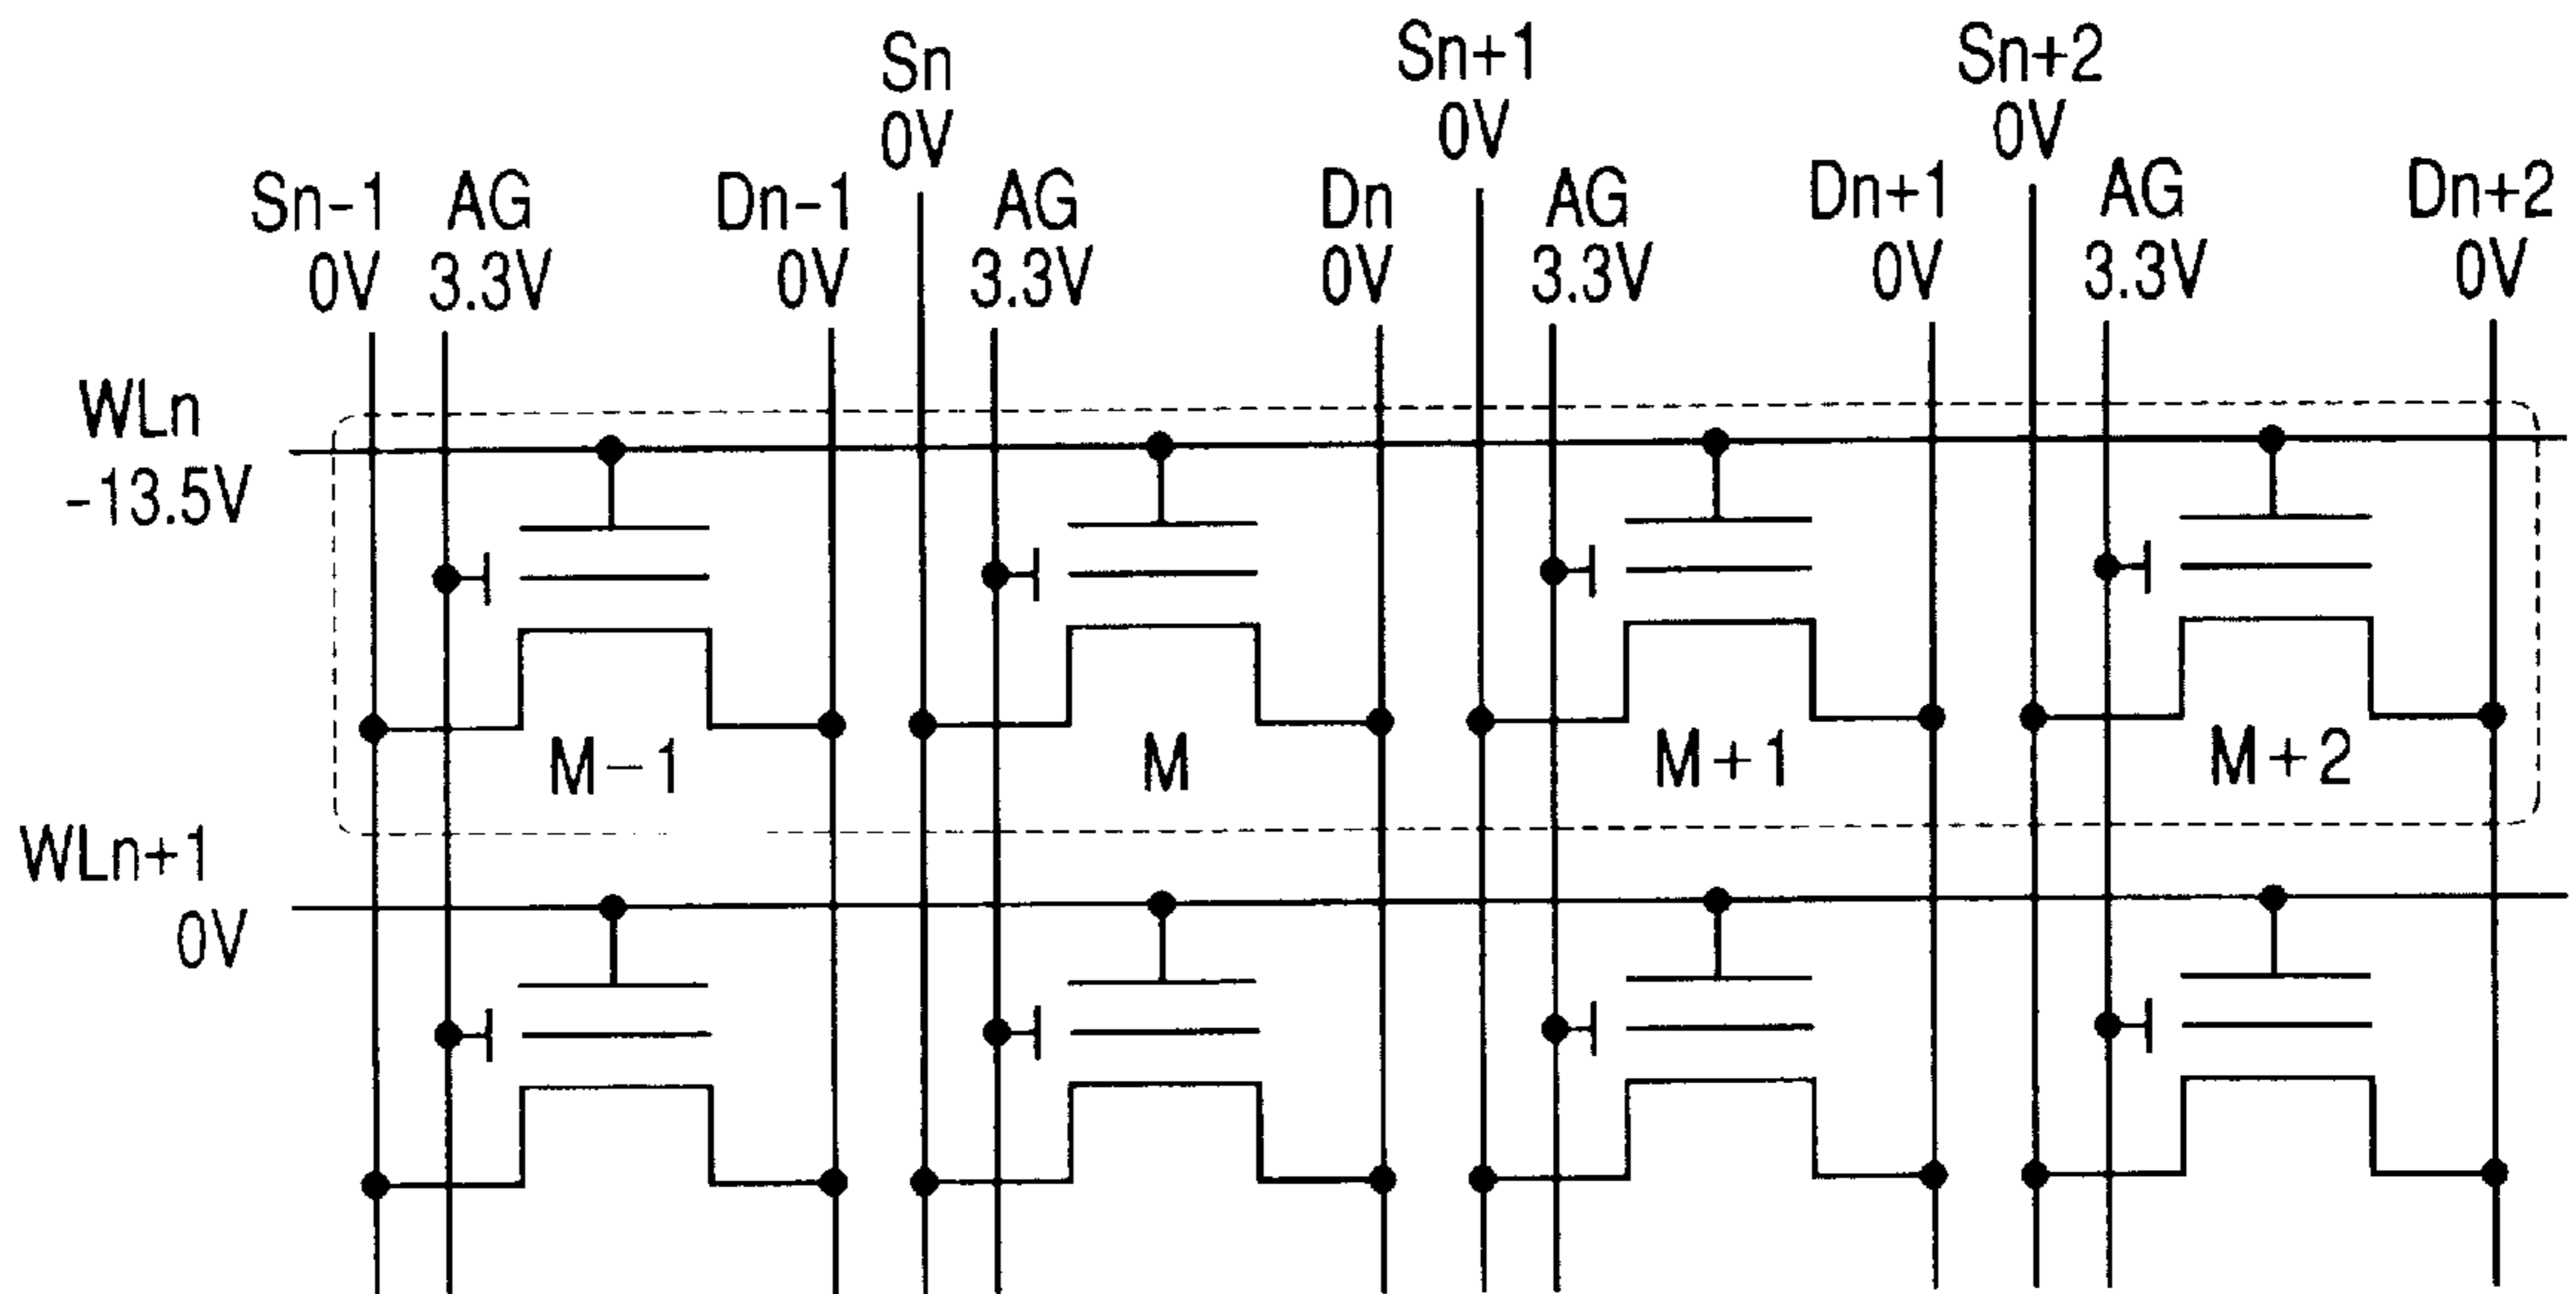 Sn Sn+1 Sn+2
0V 0V 0V
Sn-1 AG Dn-1 AG Dn AG Dn+1 AG Dn+2
0V 3.3V 0V 3.3V 0V 3.3V 0V 3.3V 0V
WLn
-13.5V
M-1 M M+1 M+2
WLn+1
0V